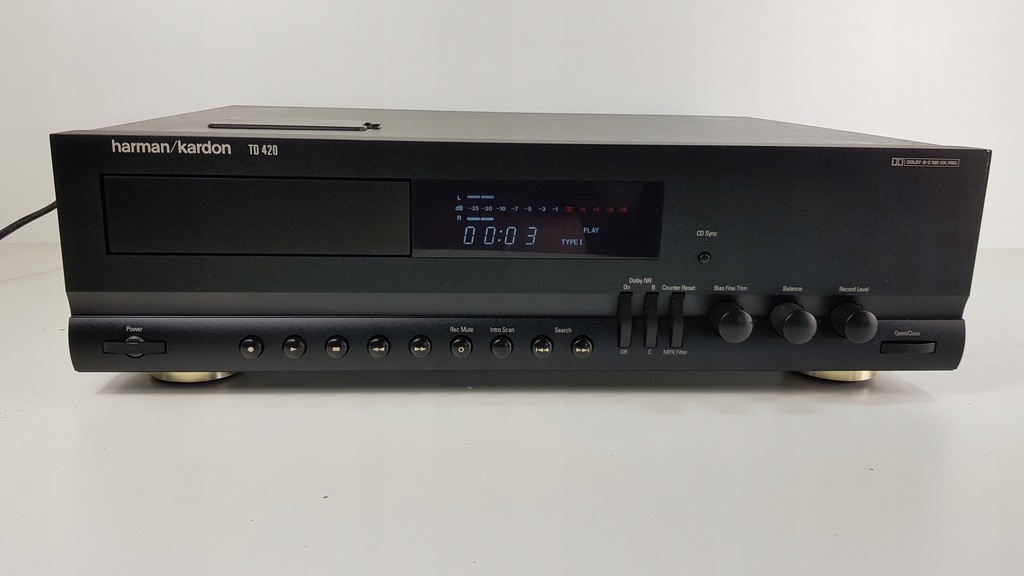 harman/kardon TD 420
DOLBY B-C NR HX PRO
L
dB -35 -20 -10 -7 -5 -3 -1
R
00:03 PLAY
TYPE I
CD Sync
Dolby NR
On B Counter Reset Bias Fine Trim Balance Record Level
Power Rec Mute Intro Scan Search Open/Close
Off C MPX Filter